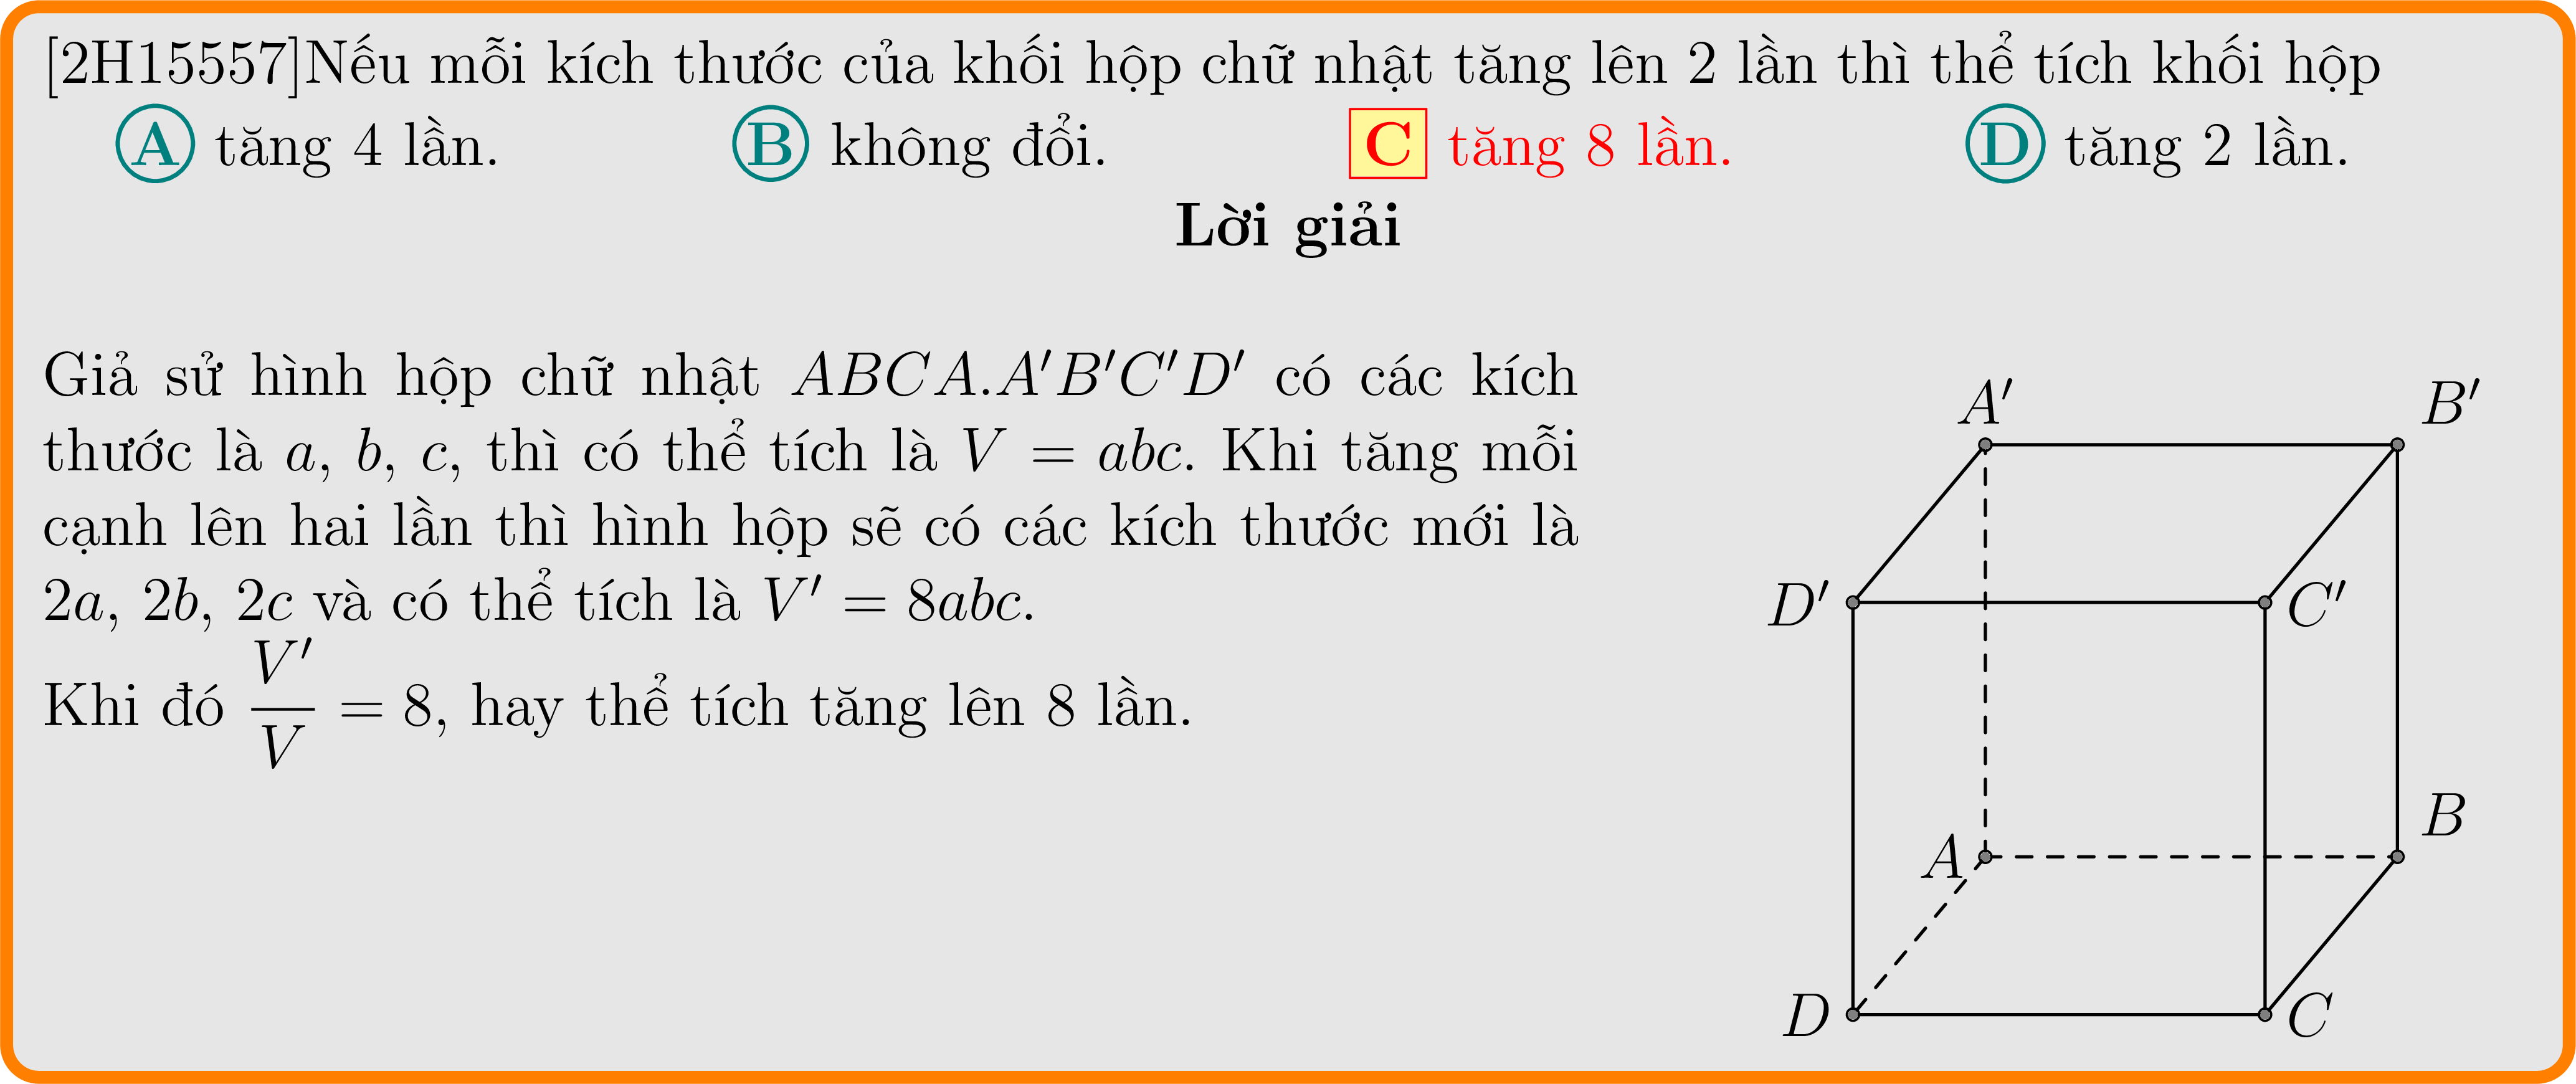 [2H15557]Nếu mỗi kích thước của khối hộp chữ nhật tăng lên 2 lần thì thể tích khối hộp
A tăng 4 lần. B không đổi. C tăng 8 lần. D tăng 2 lần.
Lời giải
Giả sử hình hộp chữ nhật ABCA.A′B′C′D′ có các kích
thước là a, b, c, thì có thể tích là V = abc. Khi tăng mỗi
cạnh lên hai lần thì hình hộp sẽ có các kích thước mới là
2a, 2b, 2c và có thể tích là V′ = 8abc.
Khi đó V′/V = 8, hay thể tích tăng lên 8 lần.
A′
B′
D′
C′
A
B
D
C